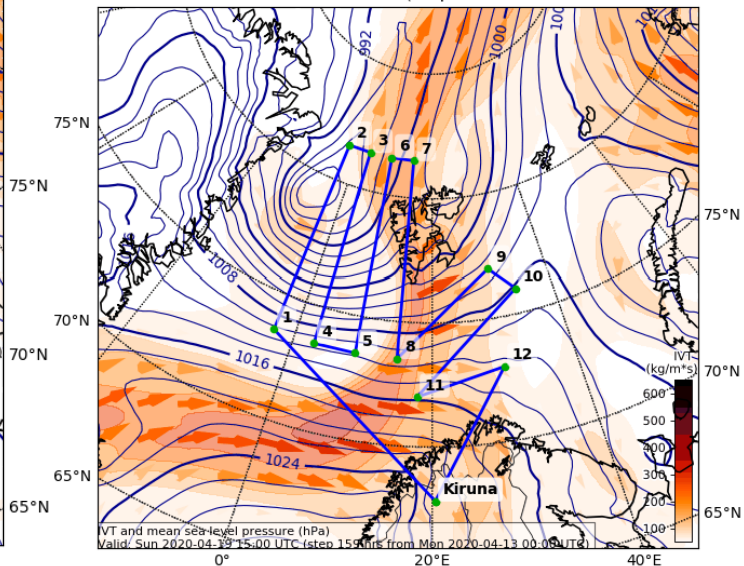 992
1000
75°N
2 3 6 7
75°N
75°N
9
10
1008
1
4 5 8
70°N
70°N
1016
12
70°N
11
IVT
(kg/m*s)
600
500
400
300
200
100
1024
65°N
65°N
65°N
Kiruna
IVT and mean sea level pressure (hPa)
Valid: Sun 2020-04-19 15:00 UTC (step 159 hrs from Mon 2020-04-13 00:00 UTC)
0° 20°E 40°E